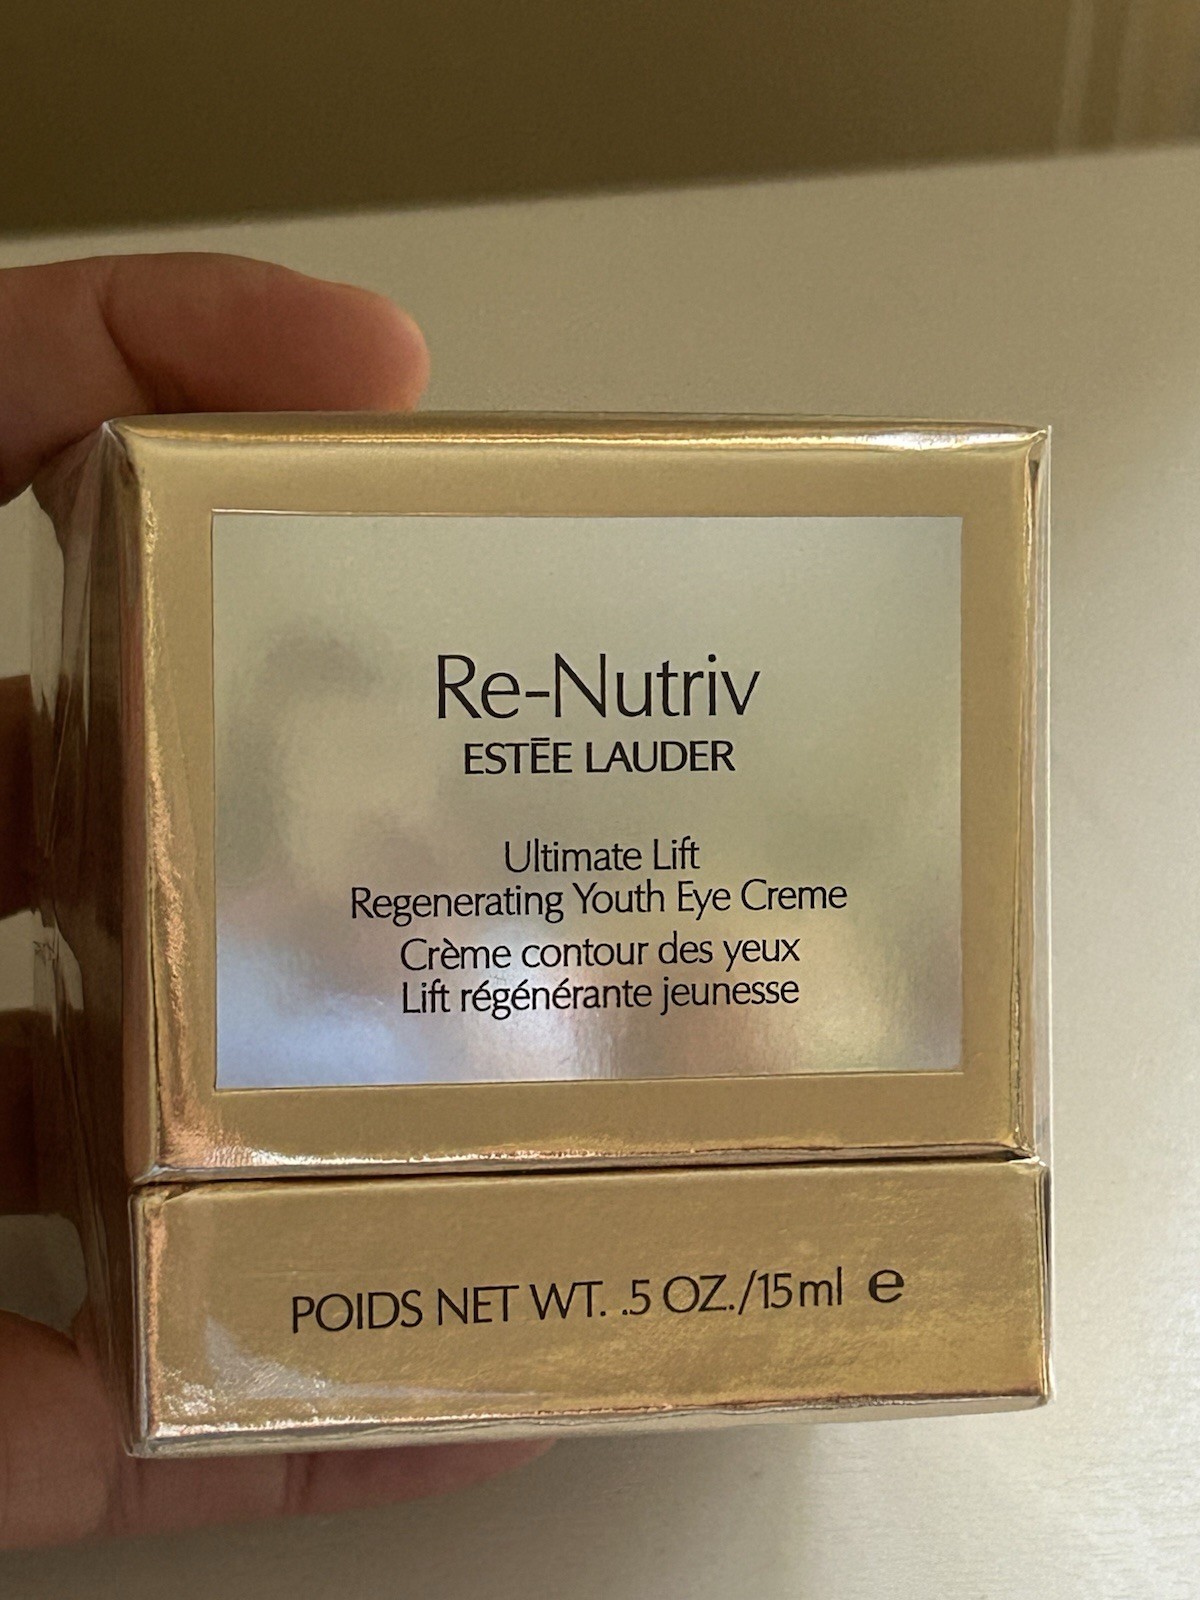 Re-Nutriv
ESTĒE LAUDER
Ultimate Lift
Regenerating Youth Eye Creme
Crème contour des yeux
Lift régénérante jeunesse
POIDS NET WT. .5 OZ./15ml ℮